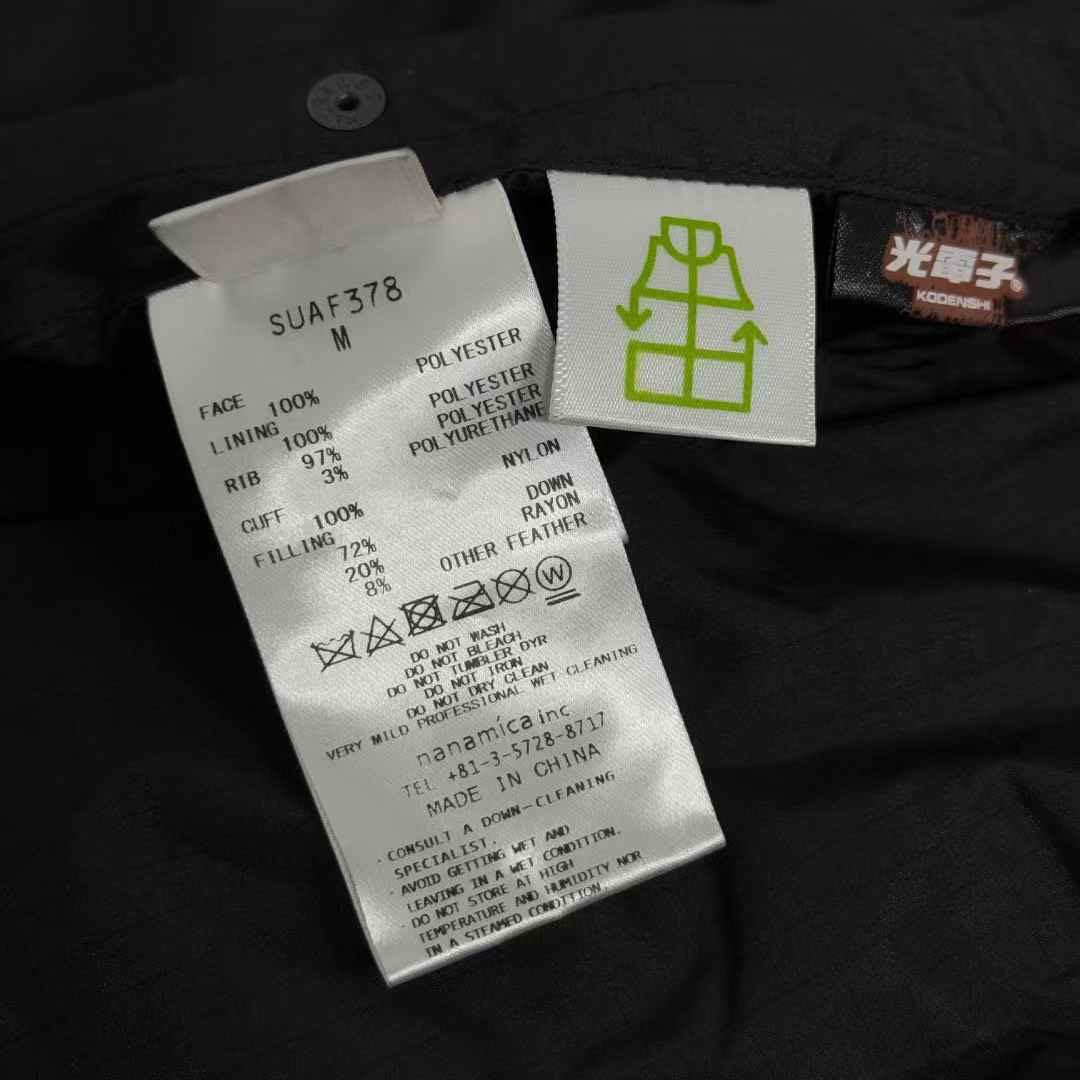 SUAF378
M
FACE 100% POLYESTER
LINING 100% POLYESTER
RIB 97% POLYESTER
3% POLYURETHANE
CUFF 100% NYLON
FILLING 72% DOWN
20% RAYON
8% OTHER FEATHER
W
DO NOT WASH
DO NOT BLEACH
DO NOT TUMBLER DYR
DO NOT IRON
DO NOT DRY CLEAN
VERY MILD PROFESSIONAL WET CLEANING
nanamica inc
TEL +81-3-5728-8717
MADE IN CHINA
· CONSULT A DOWN-CLEANING
SPECIALIST.
· AVOID GETTING WET AND
LEAVING IN A WET CONDITION.
· DO NOT STORE AT HIGH
TEMPERATURE AND HUMIDITY NOR
IN A STEAMED CONDITION.
光電子®
KODENSHI